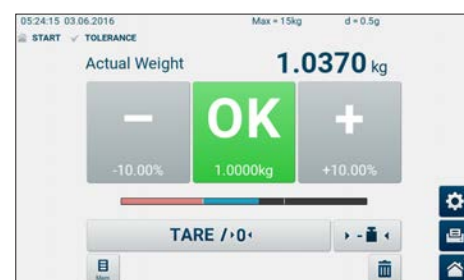 05:24:15 03.06.2016 Max = 15kg d = 0.5g
START TOLERANCE
Actual Weight 1.0370 kg
− OK +
-10.00% 1.0000kg +10.00%
TARE /›0‹